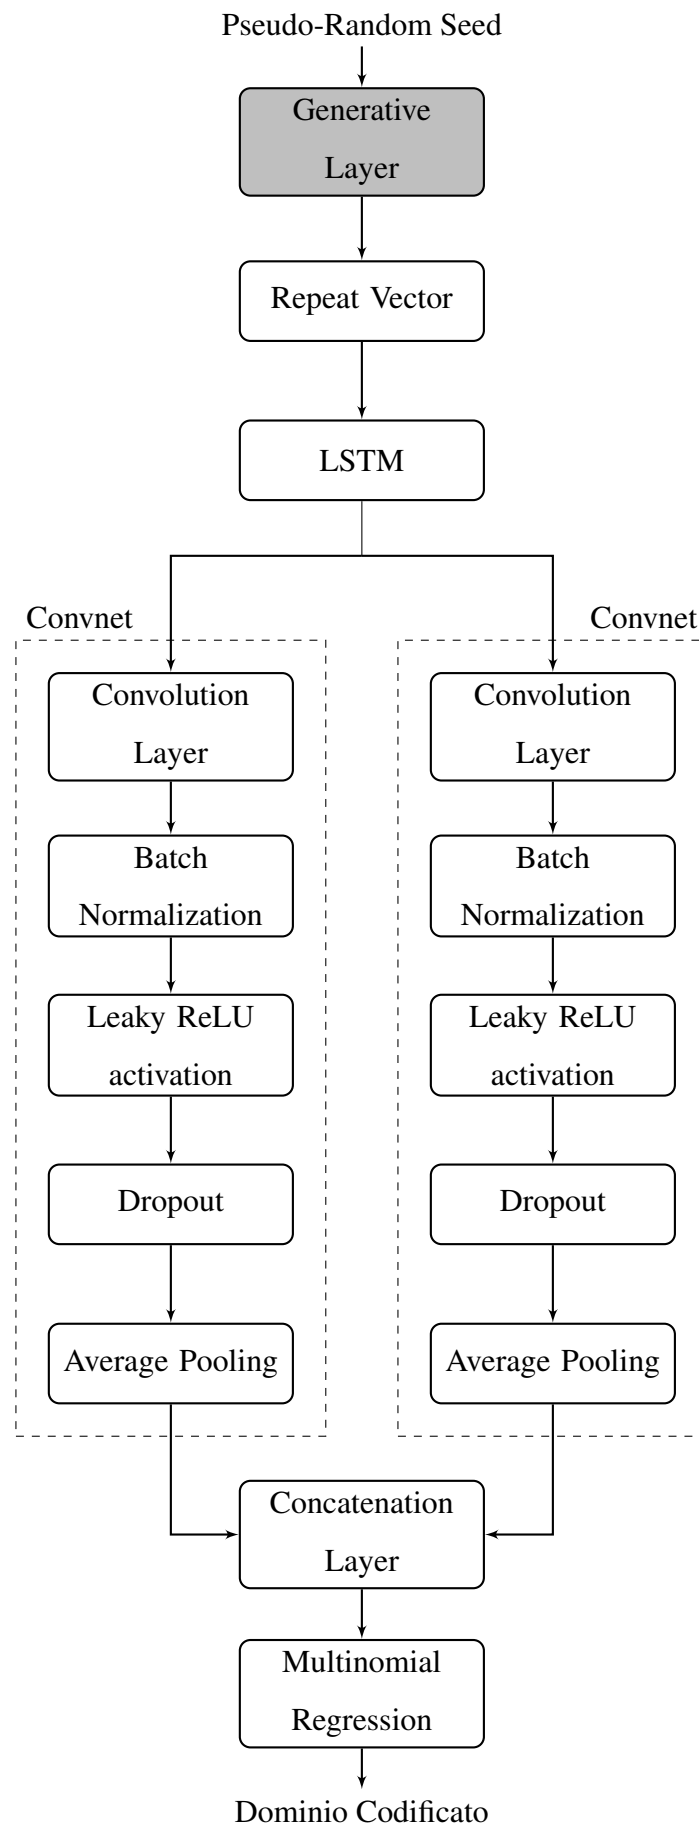 Pseudo-Random Seed
Generative
Layer
Repeat Vector
LSTM
Convnet
Convolution
Layer
Batch
Normalization
Leaky ReLU
activation
Dropout
Average Pooling
Convnet
Convolution
Layer
Batch
Normalization
Leaky ReLU
activation
Dropout
Average Pooling
Concatenation
Layer
Multinomial
Regression
Dominio Codificato